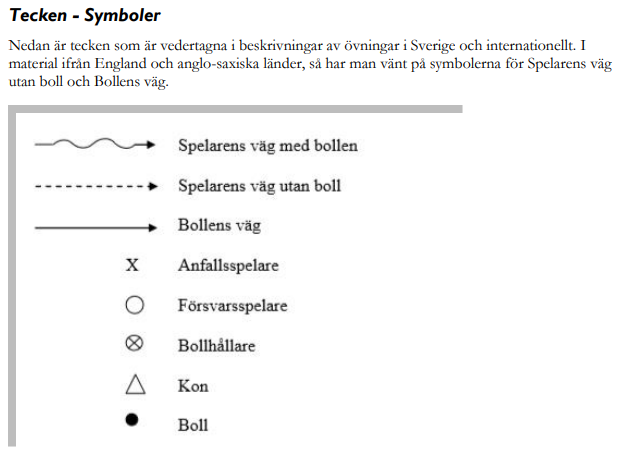 Tecken - Symboler
Nedan är tecken som är vedertagna i beskrivningar av övningar i Sverige och internationellt. I
material ifrån England och anglo-saxiska länder, så har man vänt på symbolerna för Spelarens väg
utan boll och Bollens väg.
Spelarens väg med bollen
Spelarens väg utan boll
Bollens väg
X Anfallsspelare
Försvarsspelare
Bollhållare
Kon
Boll